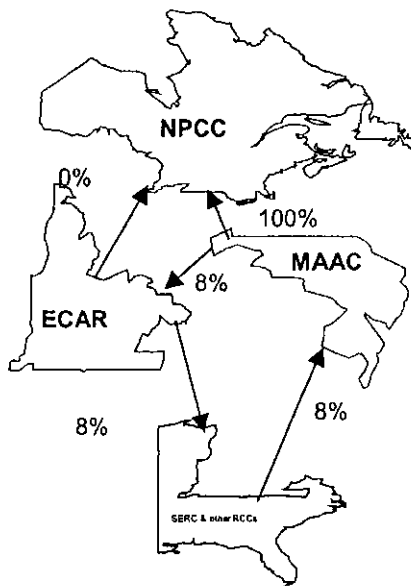 NPCC
0%
100%
MAAC
8%
ECAR
8%
8%
SERC & other RCCs